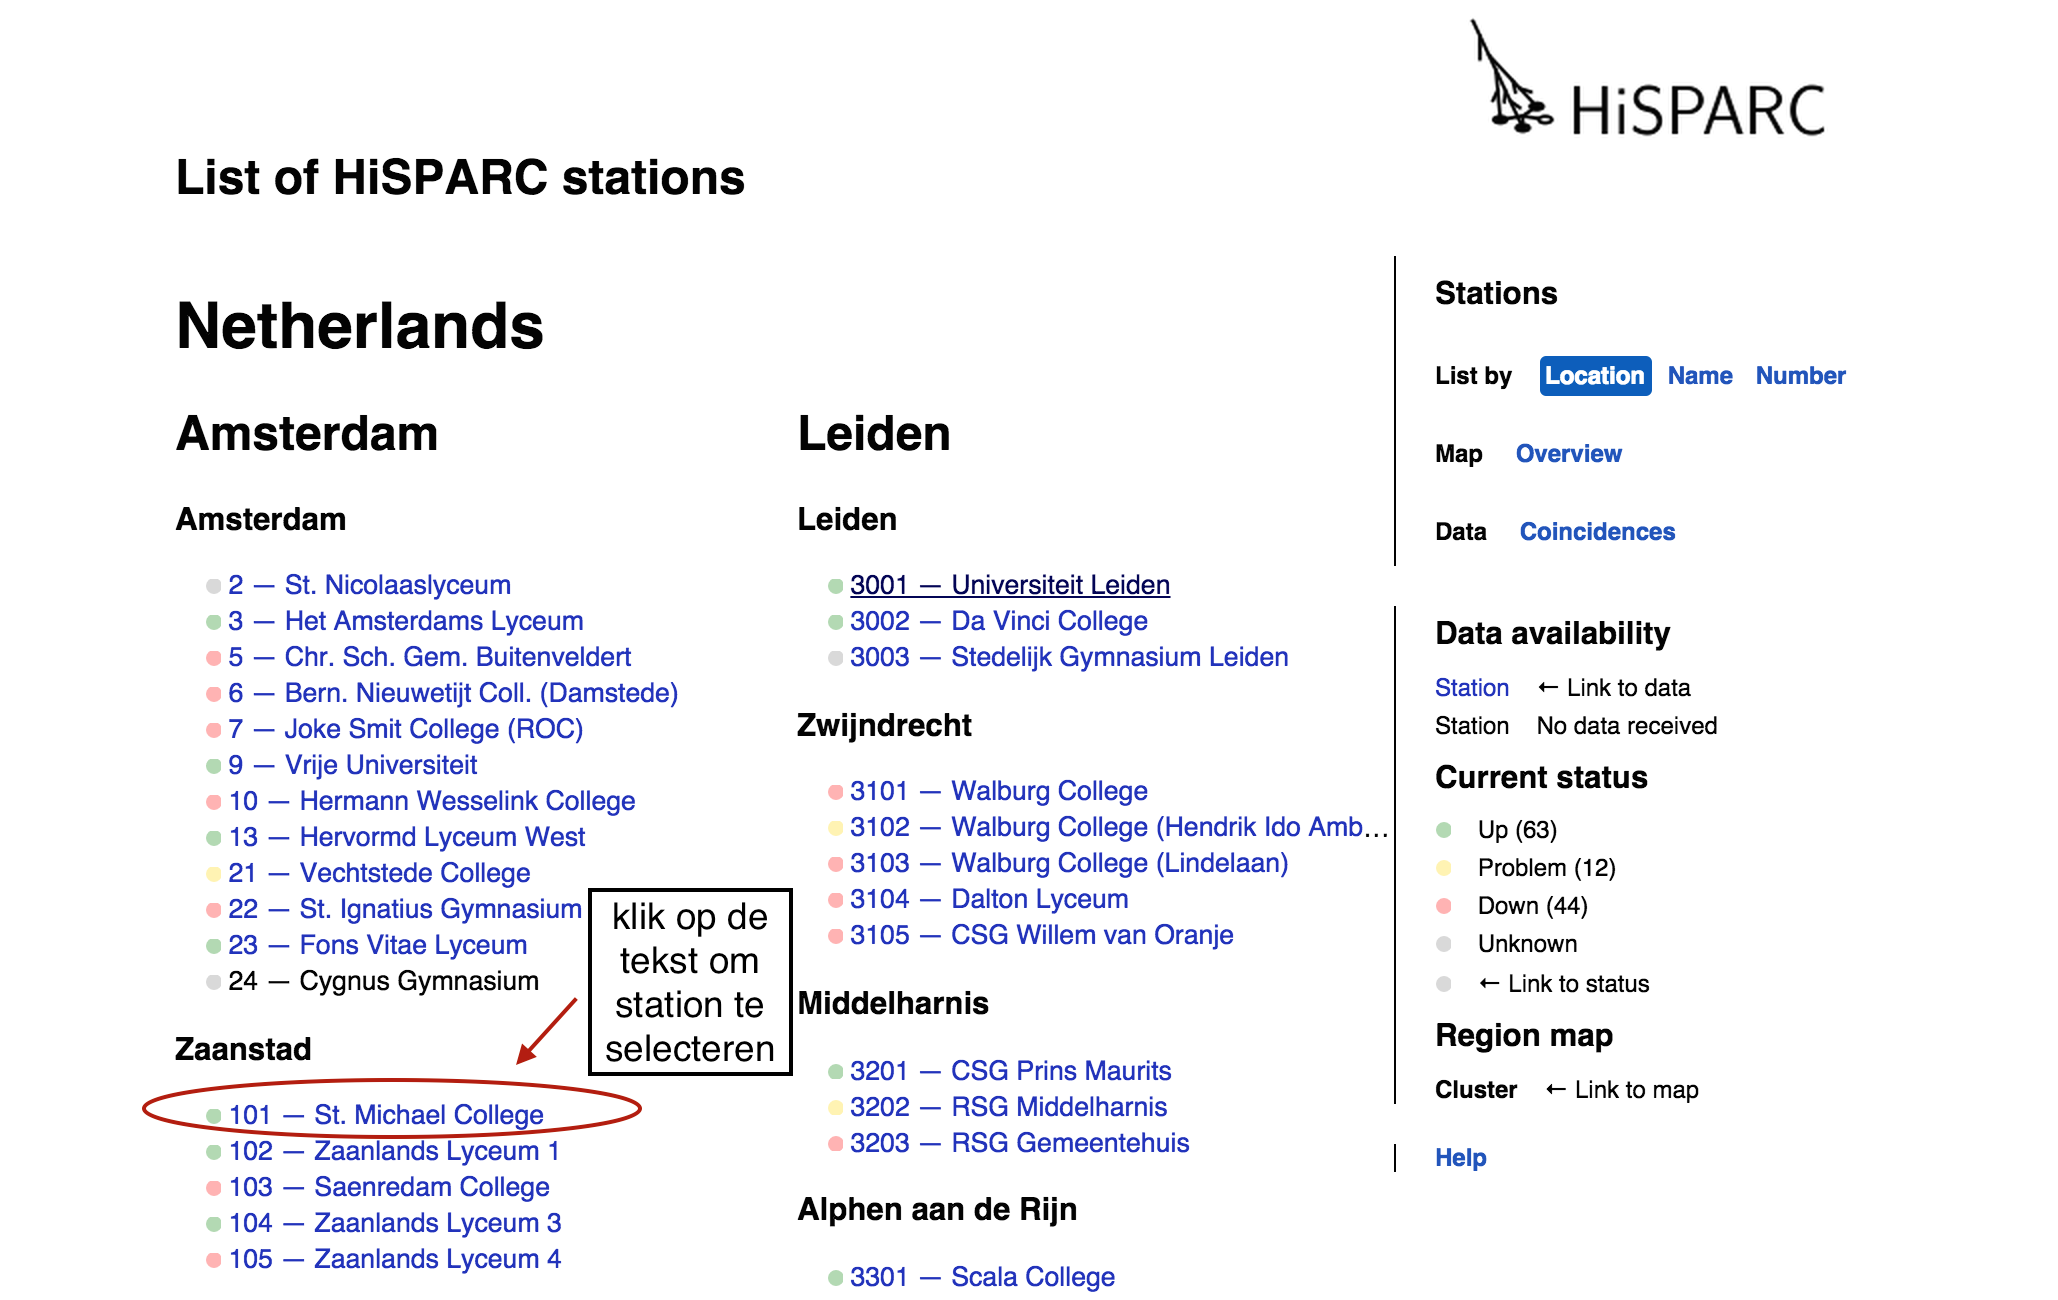 HiSPARC
List of HiSPARC stations
Netherlands
Amsterdam
Amsterdam
2 — St. Nicolaaslyceum
3 — Het Amsterdams Lyceum
5 — Chr. Sch. Gem. Buitenveldert
6 — Bern. Nieuwetijt Coll. (Damstede)
7 — Joke Smit College (ROC)
9 — Vrije Universiteit
10 — Hermann Wesselink College
13 — Hervormd Lyceum West
21 — Vechtstede College
22 — St. Ignatius Gymnasium
23 — Fons Vitae Lyceum
24 — Cygnus Gymnasium
Zaanstad
101 — St. Michael College
102 — Zaanlands Lyceum 1
103 — Saenredam College
104 — Zaanlands Lyceum 3
105 — Zaanlands Lyceum 4
klik op de
tekst om
station te
selecteren
Leiden
Leiden
3001 — Universiteit Leiden
3002 — Da Vinci College
3003 — Stedelijk Gymnasium Leiden
Zwijndrecht
3101 — Walburg College
3102 — Walburg College (Hendrik Ido Amb...
3103 — Walburg College (Lindelaan)
3104 — Dalton Lyceum
3105 — CSG Willem van Oranje
Middelharnis
3201 — CSG Prins Maurits
3202 — RSG Middelharnis
3203 — RSG Gemeentehuis
Alphen aan de Rijn
3301 — Scala College
Stations
List by Location Name Number
Map Overview
Data Coincidences
Data availability
Station ← Link to data
Station No data received
Current status
Up (63)
Problem (12)
Down (44)
Unknown
← Link to status
Region map
Cluster ← Link to map
Help